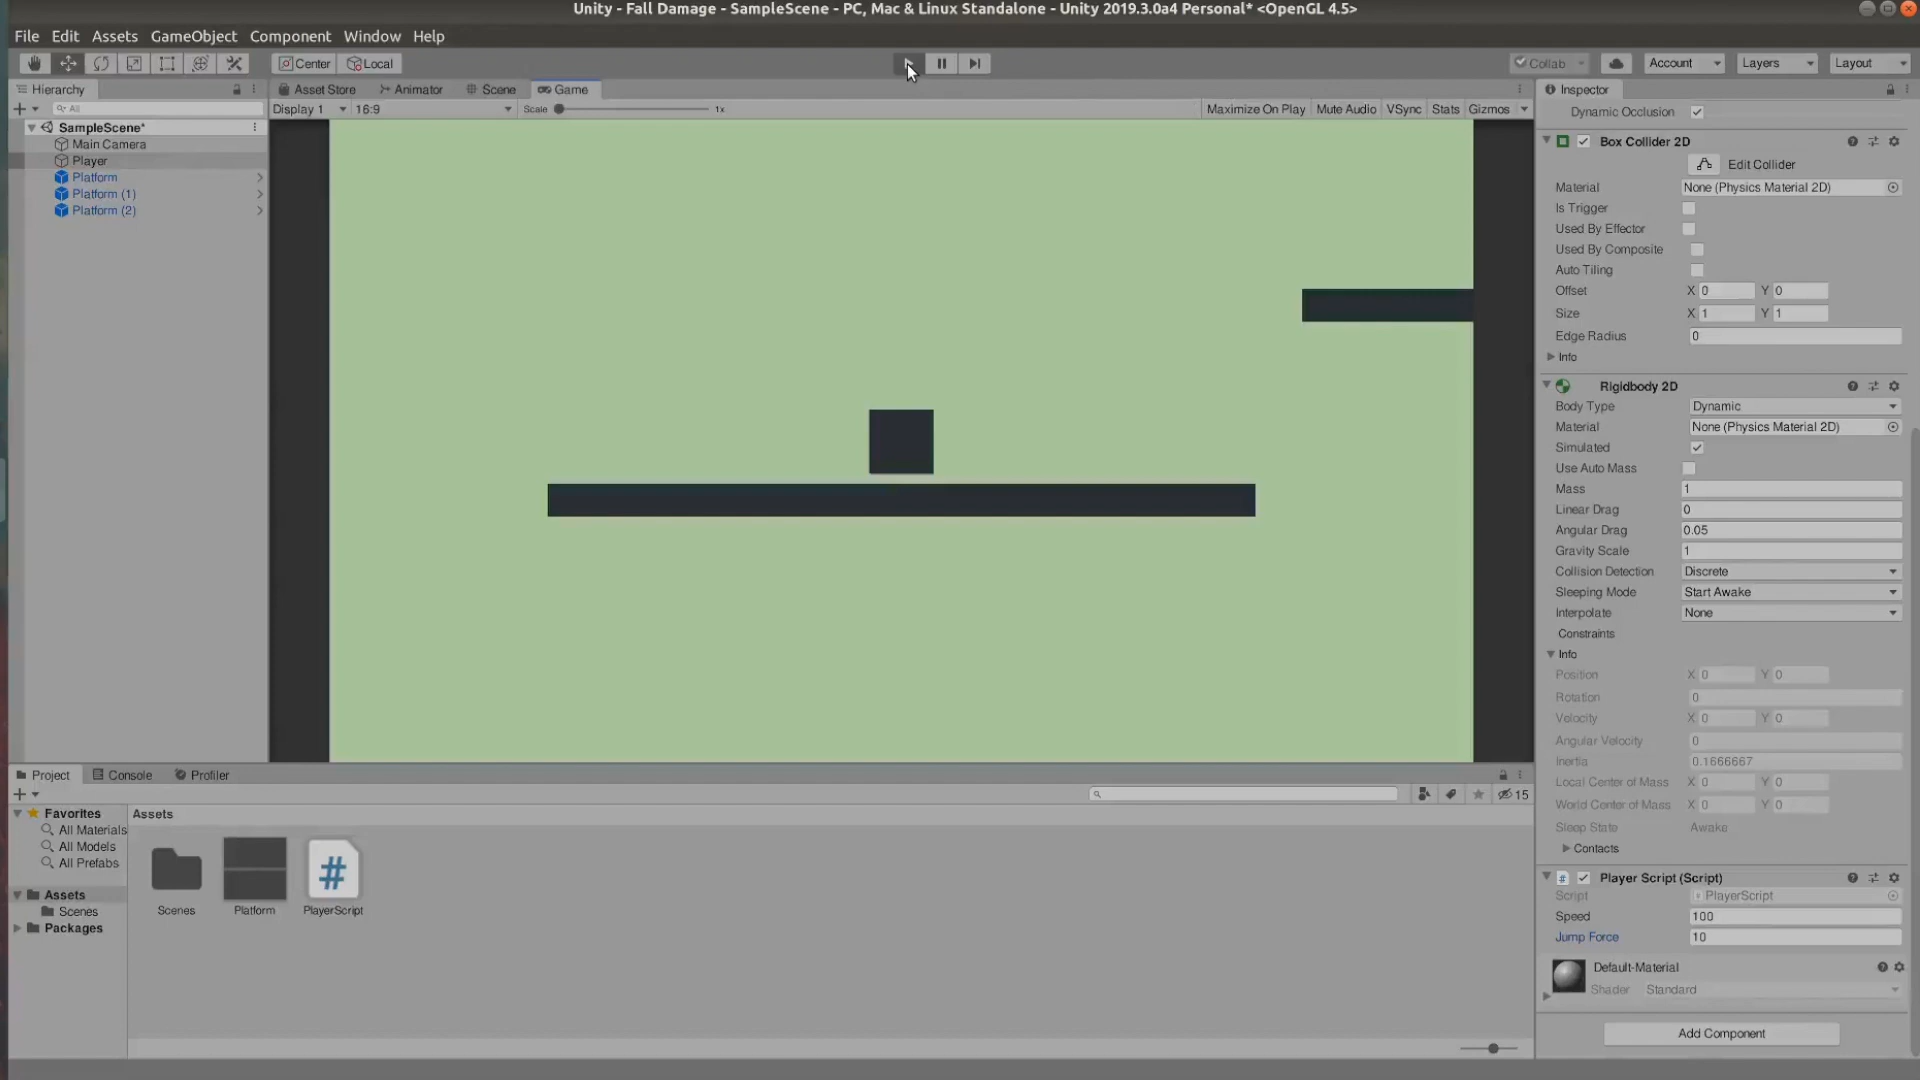 Unity - Fall Damage - SampleScene - PC, Mac & Linux Standalone - Unity 2019.3.0a4 Personal* <OpenGL 4.5>
File Edit Assets GameObject Component Window Help
Center Local
Collab Account Layers Layout
Hierarchy
Asset Store Animator Scene Game
Inspector
All
Display 1 16:9 Scale 1x Maximize On Play Mute Audio VSync Stats Gizmos
SampleScene*
Main Camera
Player
Platform
Platform (1)
Platform (2)
Dynamic Occlusion
Box Collider 2D
Edit Collider
Material None (Physics Material 2D)
Is Trigger
Used By Effector
Used By Composite
Auto Tiling
Offset X 0 Y 0
Size X 1 Y 1
Edge Radius 0
Info
Rigidbody 2D
Body Type Dynamic
Material None (Physics Material 2D)
Simulated
Use Auto Mass
Mass 1
Linear Drag 0
Angular Drag 0.05
Gravity Scale 1
Collision Detection Discrete
Sleeping Mode Start Awake
Interpolate None
Constraints
Info
Position X 0 Y 0
Rotation 0
Velocity X 0 Y 0
Angular Velocity 0
Inertia 0.1666667
Local Center of Mass X 0 Y 0
World Center of Mass X 0 Y 0
Sleep State Awake
Contacts
Player Script (Script)
Script PlayerScript
Speed 100
Jump Force 10
Default-Material
Shader Standard
Add Component
Project Console Profiler
15
Favorites
All Materials
All Models
All Prefabs
Assets
Scenes
Packages
Assets
Scenes Platform # PlayerScript